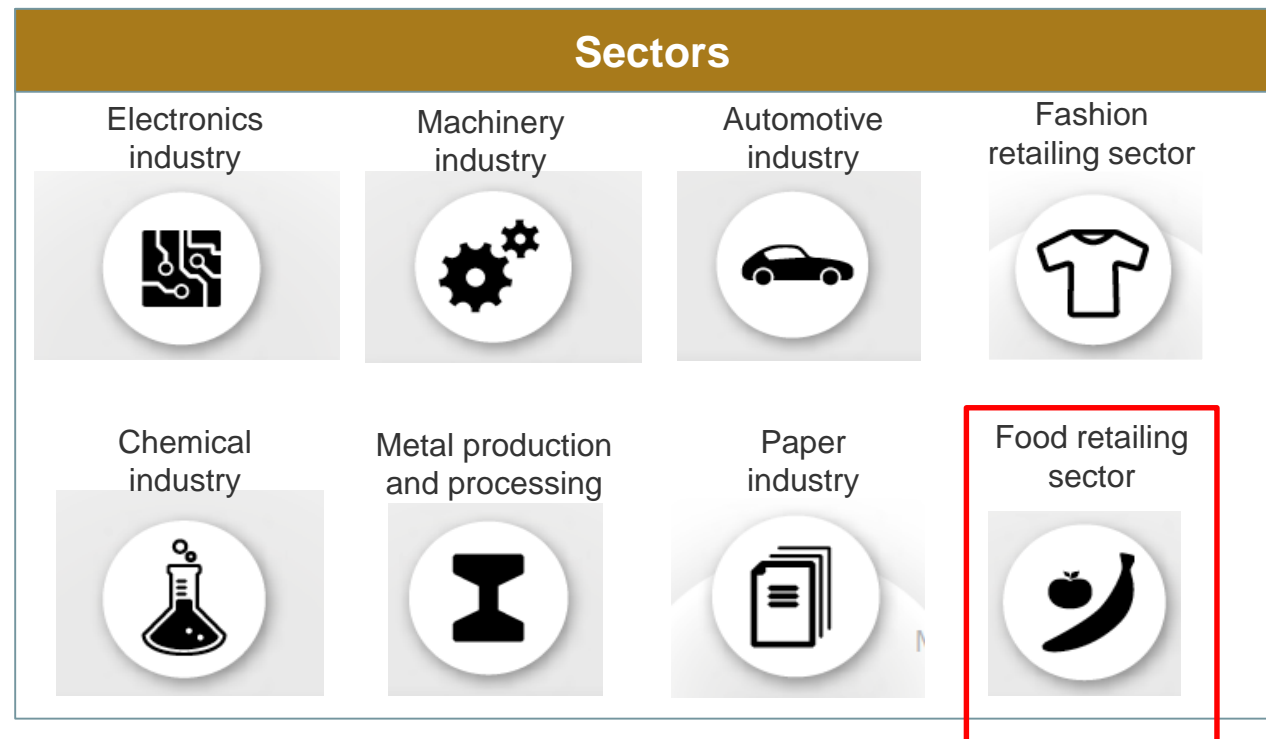 Sectors
Electronics
industry
Machinery
industry
Automotive
industry
Fashion
retailing sector
Chemical
industry
Metal production
and processing
Paper
industry
Food retailing
sector